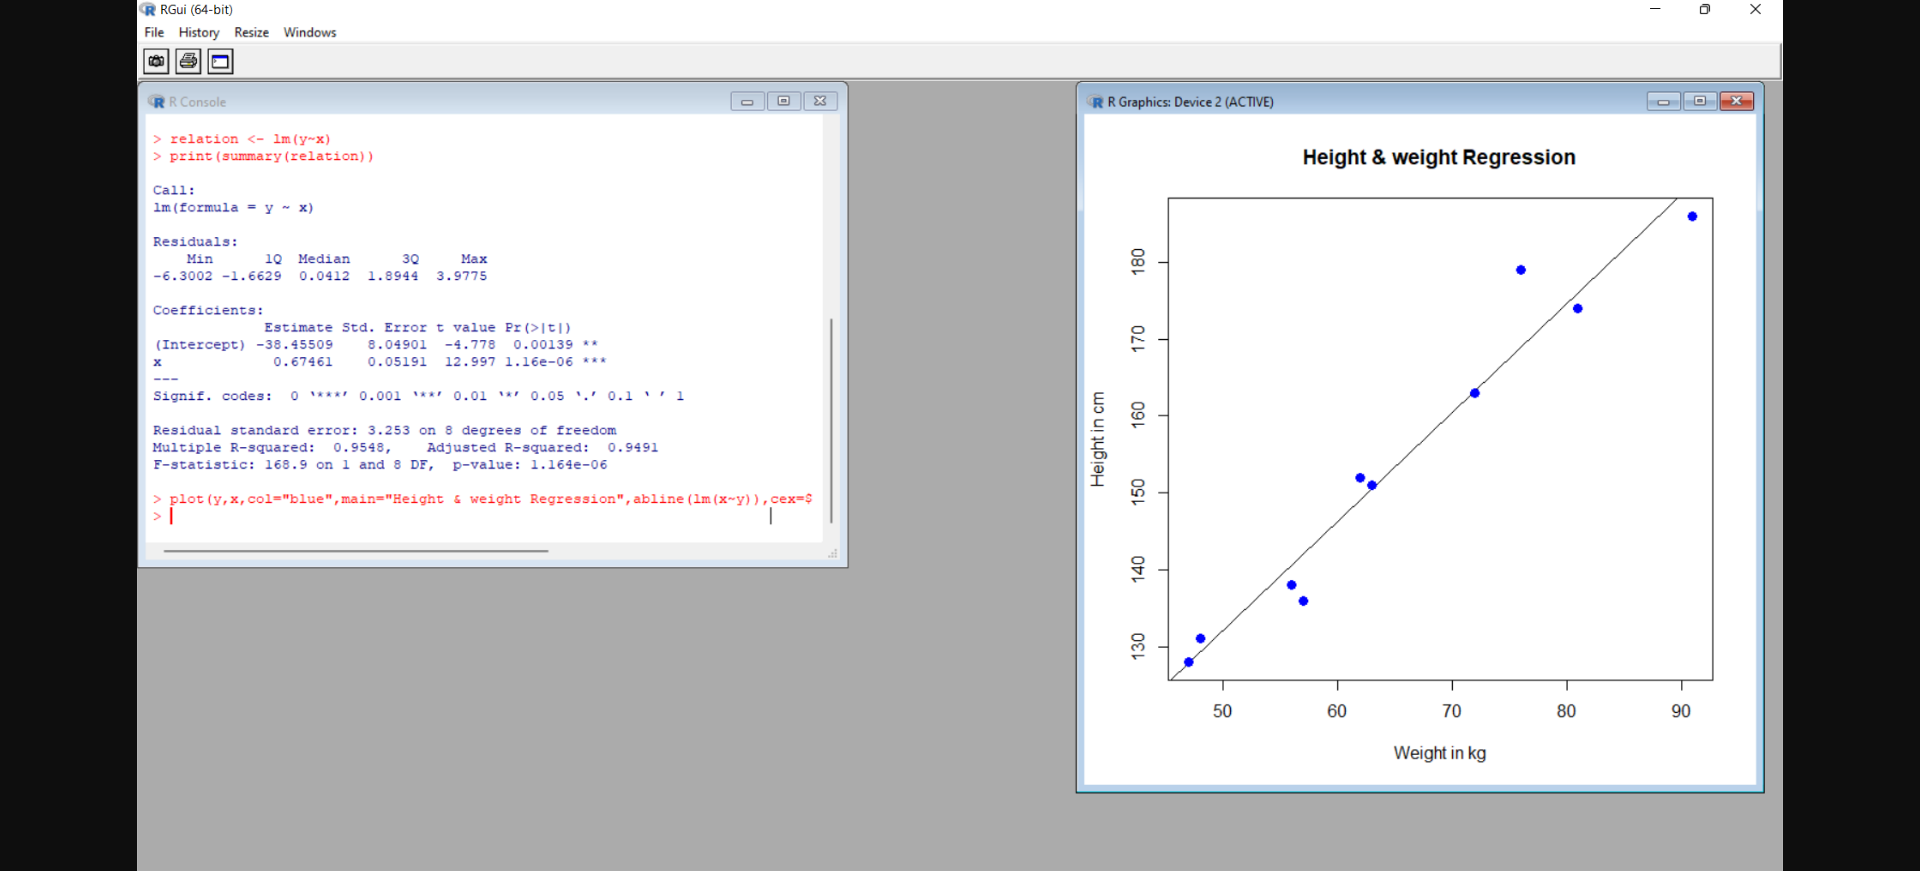 RGui (64-bit)
File History Resize Windows
R Console
> relation <- lm(y~x)
> print(summary(relation))
Call:
lm(formula = y ~ x)
Residuals:
    Min      1Q  Median      3Q     Max
-6.3002 -1.6629  0.0412  1.8944  3.9775
Coefficients:
             Estimate Std. Error t value Pr(>|t|)
(Intercept) -38.45509    8.04901  -4.778  0.00139 **
x             0.67461    0.05191  12.997 1.16e-06 ***
---
Signif. codes:  0 ‘***’ 0.001 ‘**’ 0.01 ‘*’ 0.05 ‘.’ 0.1 ‘ ’ 1
Residual standard error: 3.253 on 8 degrees of freedom
Multiple R-squared:  0.9548,    Adjusted R-squared:  0.9491
F-statistic: 168.9 on 1 and 8 DF,  p-value: 1.164e-06
> plot(y,x,col="blue",main="Height & weight Regression",abline(lm(x~y)),cex=$
>
R Graphics: Device 2 (ACTIVE)
Height & weight Regression
Height in cm
180
170
160
150
140
130
50 60 70 80 90
Weight in kg